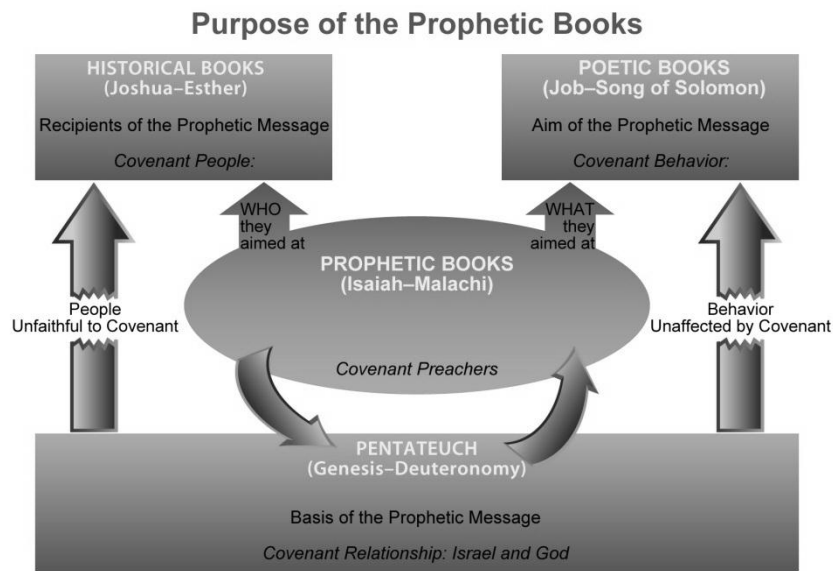 Purpose of the Prophetic Books
HISTORICAL BOOKS
(Joshua–Esther)
Recipients of the Prophetic Message
Covenant People:
POETIC BOOKS
(Job–Song of Solomon)
Aim of the Prophetic Message
Covenant Behavior:
WHO
they
aimed at
WHAT
they
aimed at
PROPHETIC BOOKS
(Isaiah–Malachi)
Covenant Preachers
People
Unfaithful to Covenant
Behavior
Unaffected by Covenant
PENTATEUCH
(Genesis–Deuteronomy)
Basis of the Prophetic Message
Covenant Relationship: Israel and God